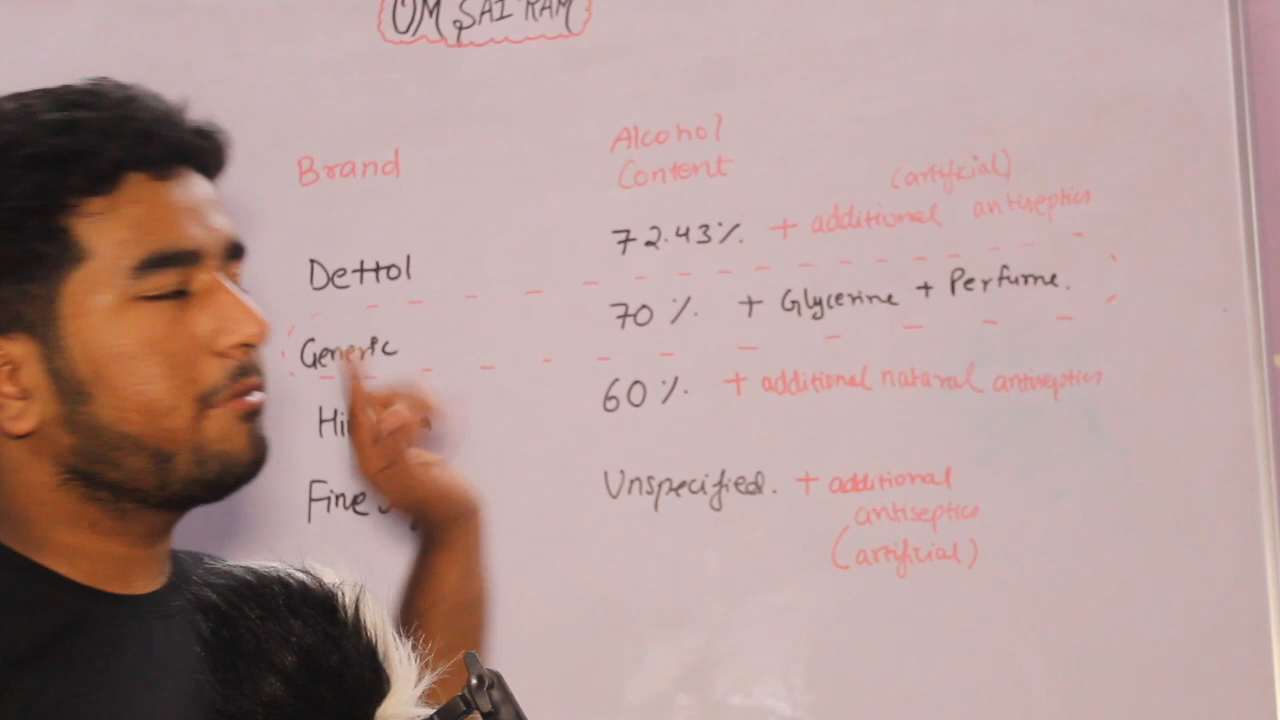 OM SAI RAM
Brand
Alcohol
Content
Dettol 72.43% + additional (artificial) antiseptics
Generic 70% + Glycerine + Perfume.
60% + additional nataral antiseptics
Fine Unspecified. + additional
antiseptics
(artificial)